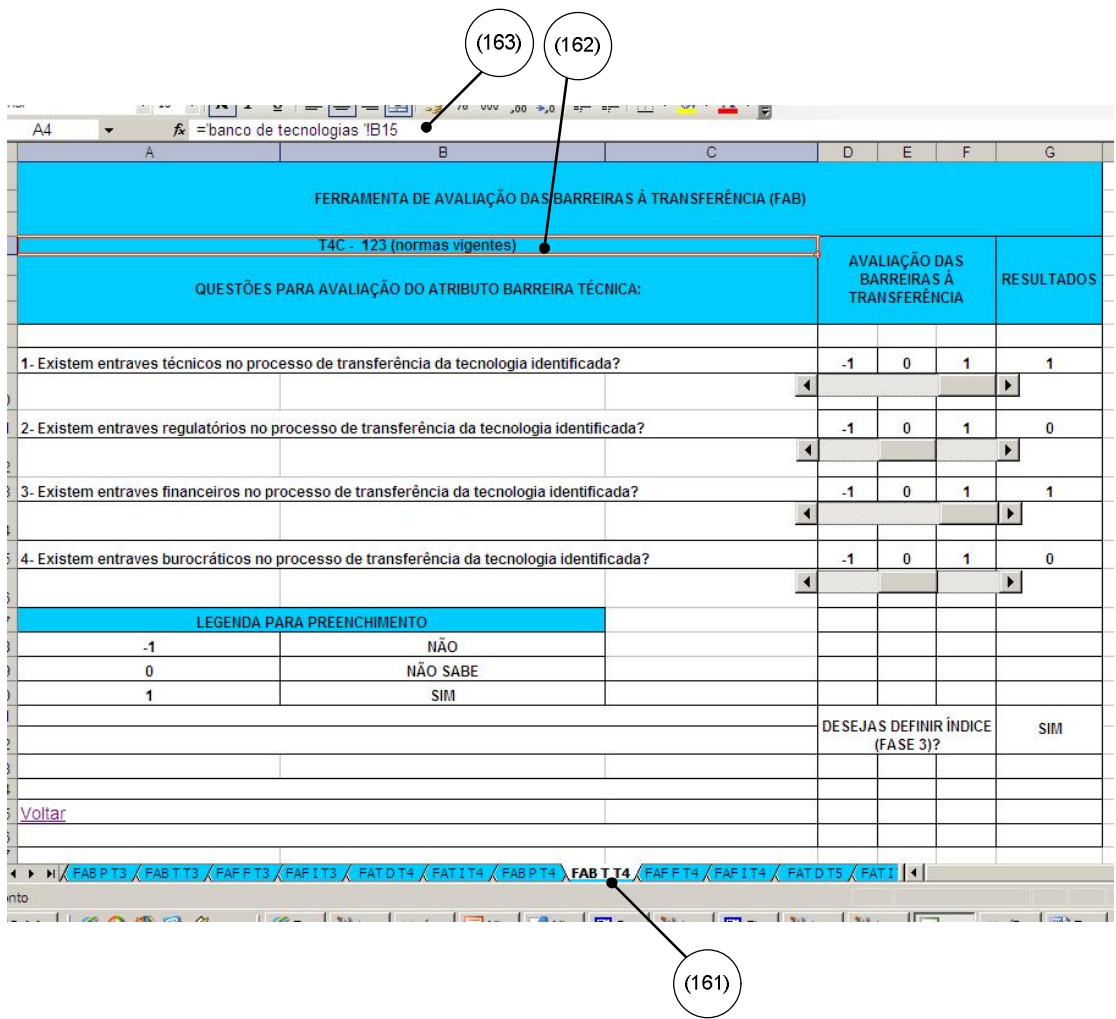 (163) (162)
A4 fx ='banco de tecnologias '!B15
A B C D E F G
FERRAMENTA DE AVALIAÇÃO DAS BARREIRAS À TRANSFERÊNCIA (FAB)
T4C - 123 (normas vigentes)
QUESTÕES PARA AVALIAÇÃO DO ATRIBUTO BARREIRA TÉCNICA:
AVALIAÇÃO DAS
BARREIRAS À
TRANSFERÊNCIA
RESULTADOS
1- Existem entraves técnicos no processo de transferência da tecnologia identificada? -1 0 1 1
2- Existem entraves regulatórios no processo de transferência da tecnologia identificada? -1 0 1 0
3- Existem entraves financeiros no processo de transferência da tecnologia identificada? -1 0 1 1
4- Existem entraves burocráticos no processo de transferência da tecnologia identificada? -1 0 1 0
LEGENDA PARA PREENCHIMENTO
-1 NÃO
0 NÃO SABE
1 SIM
DESEJAS DEFINIR ÍNDICE
(FASE 3)?
SIM
Voltar
FAB P T3 FAB T T3 FAF F T3 FAF I T3 FAT D T4 FAT I T4 FAB P T4 FAB T T4 FAF F T4 FAF I T4 FAT D T5 FAT I
(161)